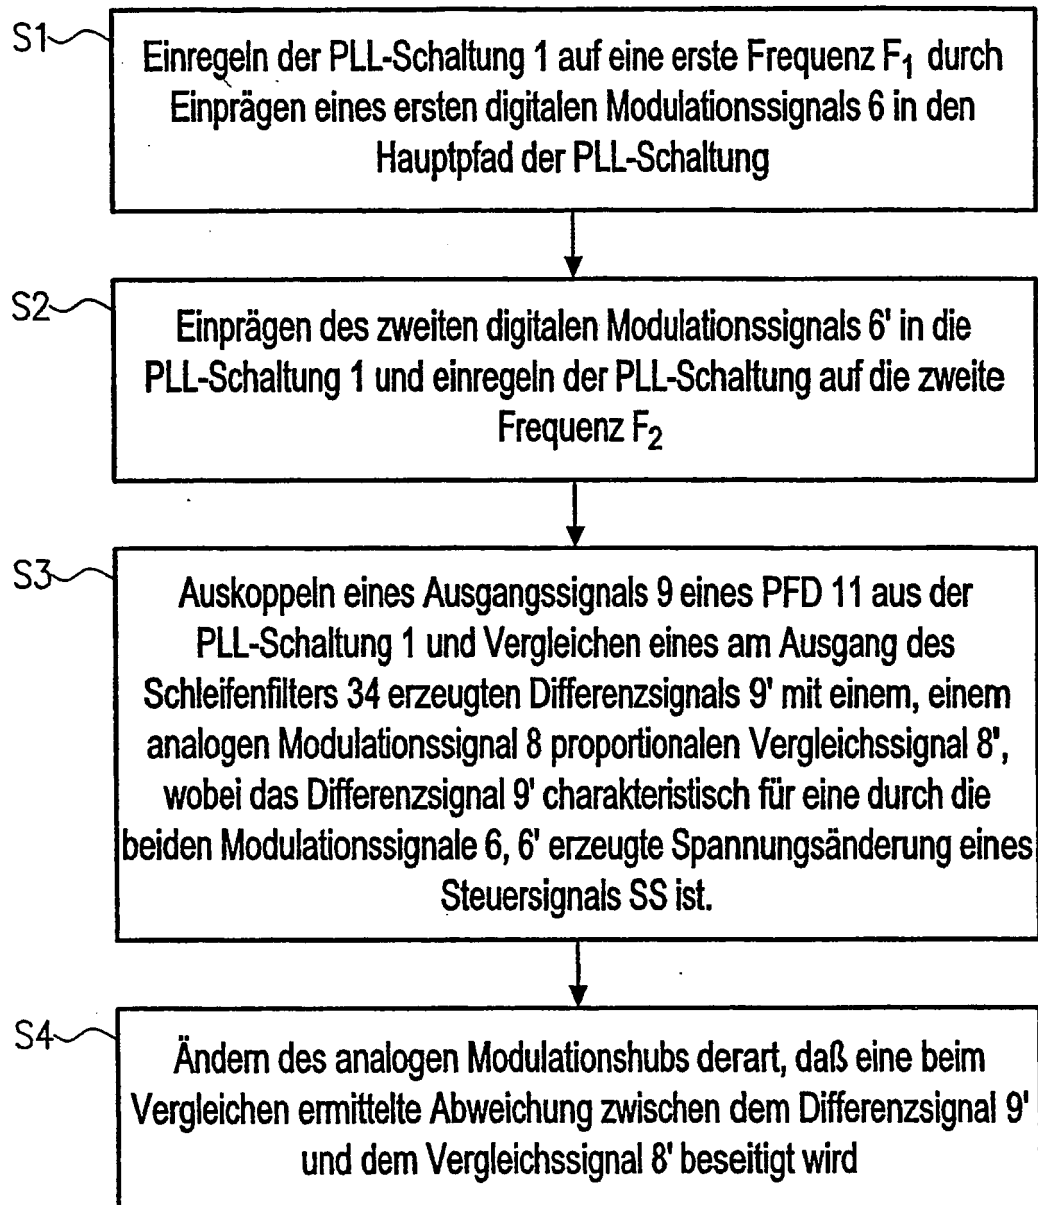 S1
Einregeln der PLL-Schaltung 1 auf eine erste Frequenz F₁ durch
Einprägen eines ersten digitalen Modulationssignals 6 in den
Hauptpfad der PLL-Schaltung
S2
Einprägen des zweiten digitalen Modulationssignals 6' in die
PLL-Schaltung 1 und einregeln der PLL-Schaltung auf die zweite
Frequenz F₂
S3
Auskoppeln eines Ausgangssignals 9 eines PFD 11 aus der
PLL-Schaltung 1 und Vergleichen eines am Ausgang des
Schleifenfilters 34 erzeugten Differenzsignals 9' mit einem, einem
analogen Modulationssignal 8 proportionalen Vergleichssignal 8',
wobei das Differenzsignal 9' charakteristisch für eine durch die
beiden Modulationssignale 6, 6' erzeugte Spannungsänderung eines
Steuersignals SS ist.
S4
Ändern des analogen Modulationshubs derart, daß eine beim
Vergleichen ermittelte Abweichung zwischen dem Differenzsignal 9'
und dem Vergleichssignal 8' beseitigt wird